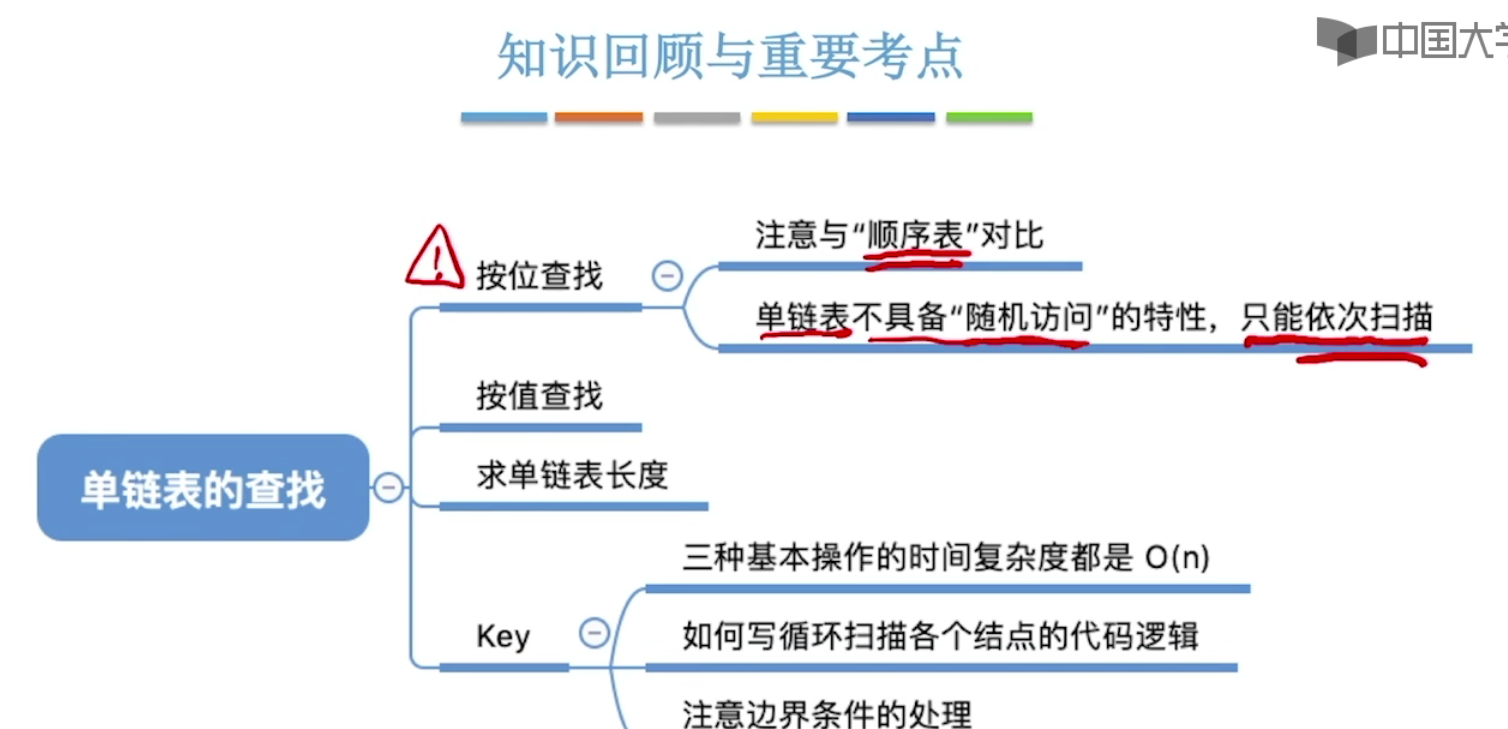 知识回顾与重要考点
中国大学
注意与“顺序表”对比
按位查找
单链表不具备“随机访问”的特性，只能依次扫描
按值查找
求单链表长度
单链表的查找
三种基本操作的时间复杂度都是 O(n)
Key
如何写循环扫描各个结点的代码逻辑
注意边界条件的处理